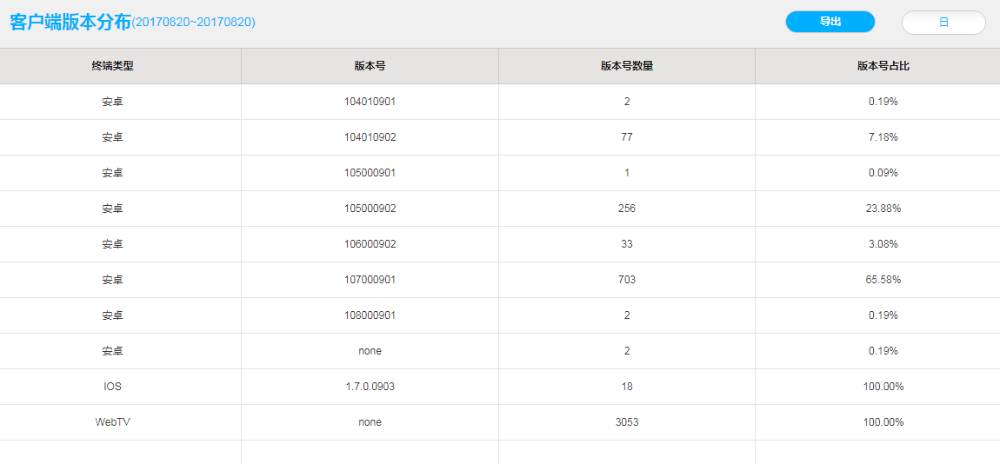 客户端版本分布(20170820~20170820) 导出 日
终端类型 版本号 版本号数量 版本号占比
安卓 104010901 2 0.19%
安卓 104010902 77 7.18%
安卓 105000901 1 0.09%
安卓 105000902 256 23.88%
安卓 106000902 33 3.08%
安卓 107000901 703 65.58%
安卓 108000901 2 0.19%
安卓 none 2 0.19%
IOS 1.7.0.0903 18 100.00%
WebTV none 3053 100.00%